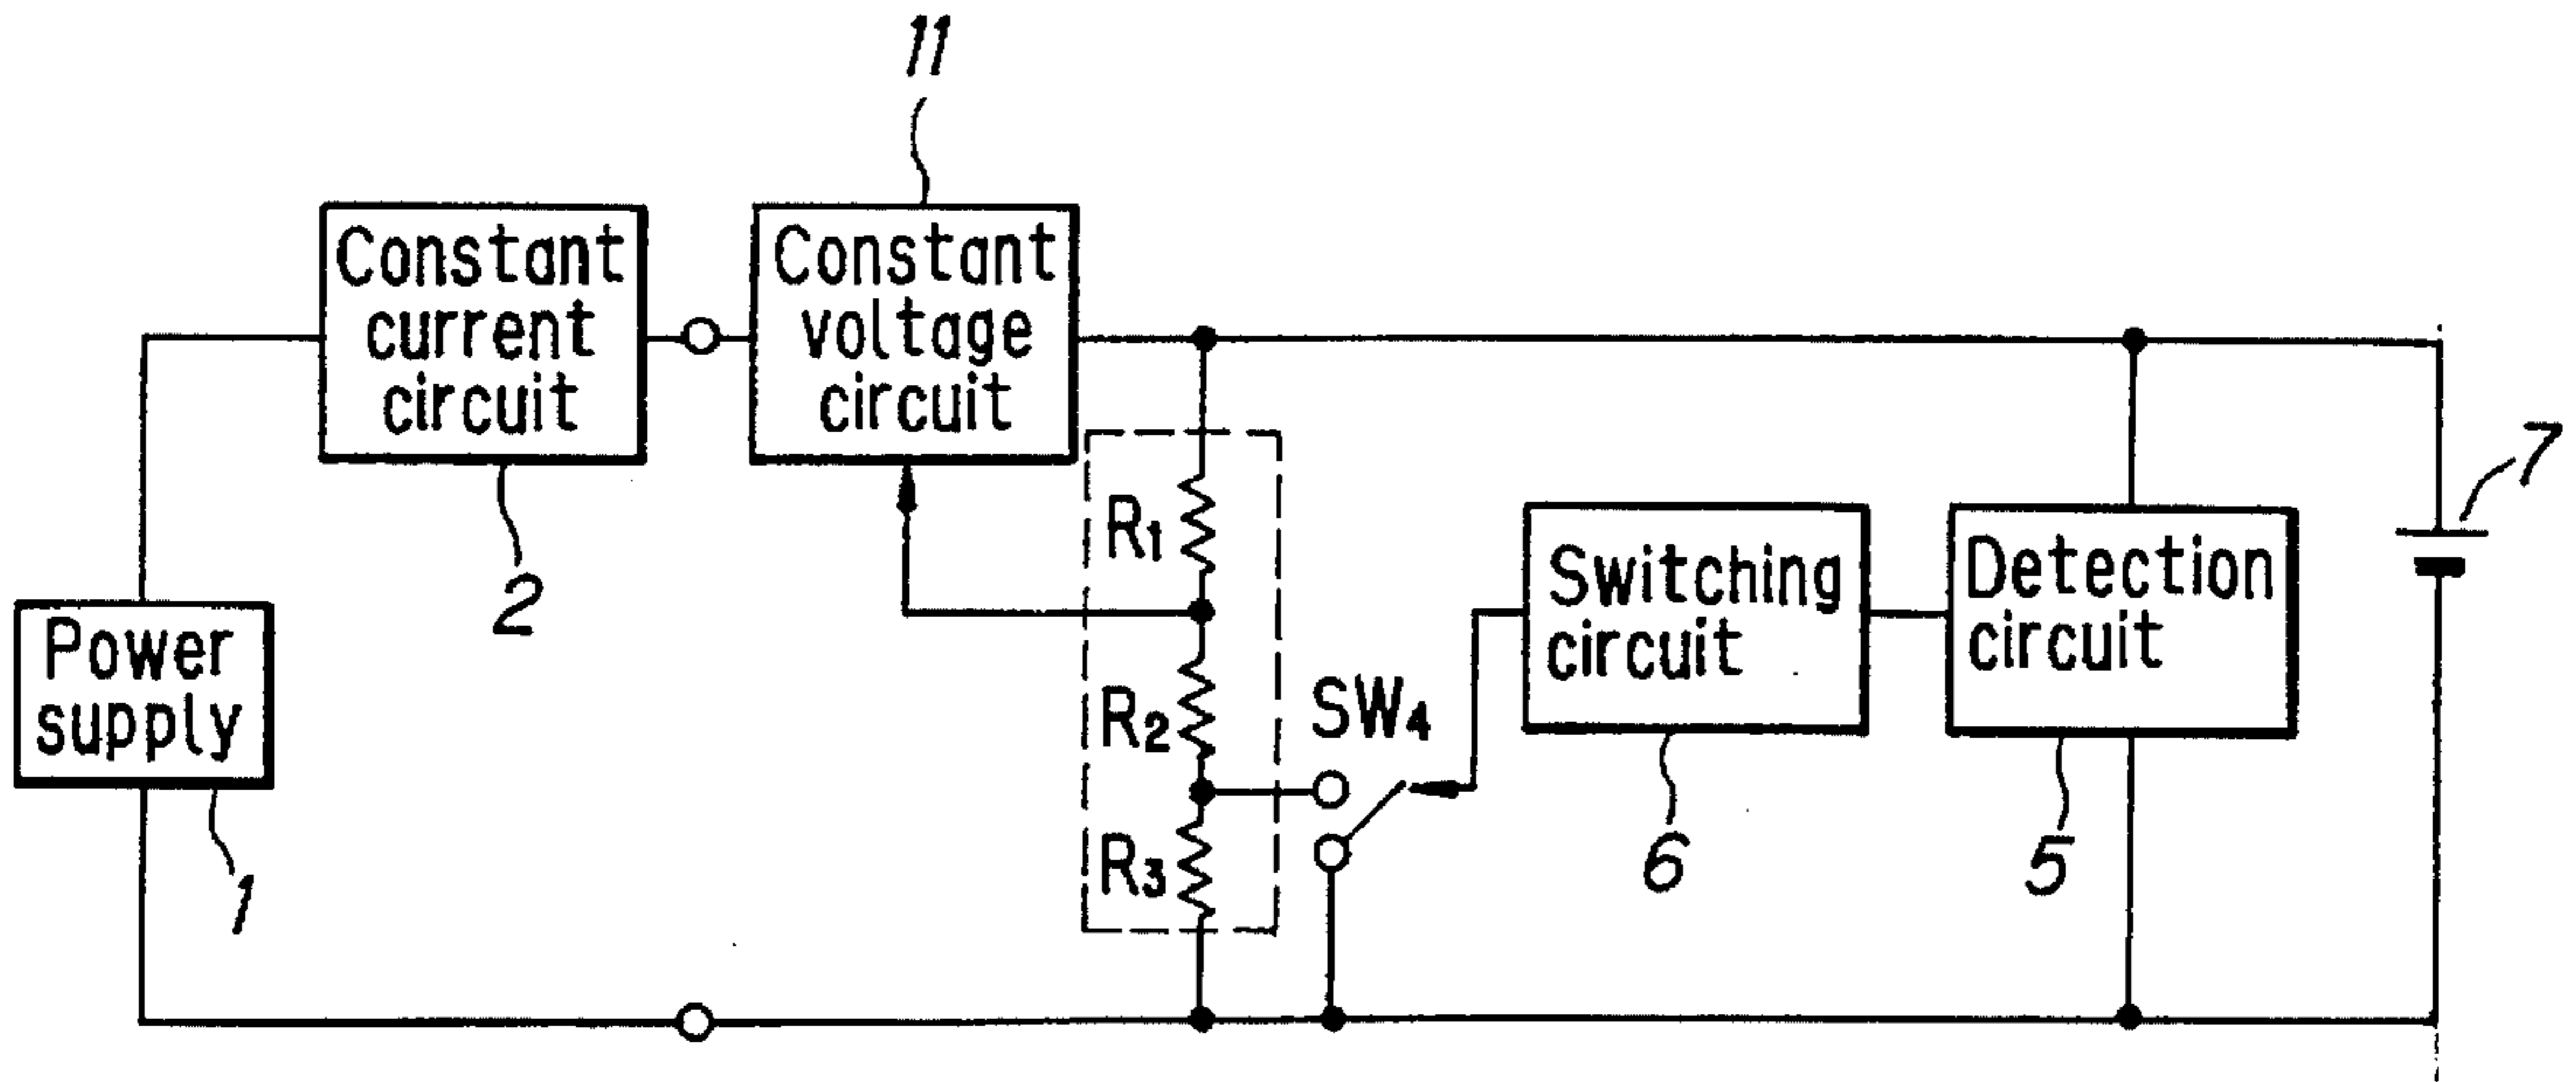 11
Constant
current
circuit
Constant
voltage
circuit
2
Power
supply
1
R1
R2
R3
SW4
Switching
circuit
6
Detection
circuit
5
7